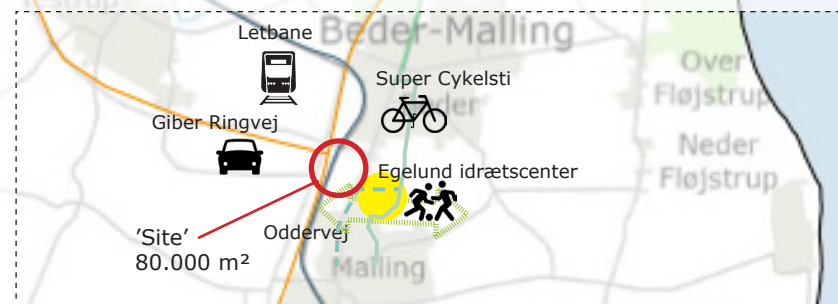 Letbane
Beder-Malling
Over
Fløjstrup
Super Cykelsti
Giber Ringvej
Neder
Fløjstrup
Egelund idrætscenter
Oddervej
'Site'
80.000 m²
Malling